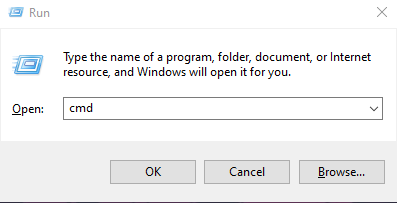 Run
Type the name of a program, folder, document, or Internet
resource, and Windows will open it for you.
Open: cmd
OK Cancel Browse...